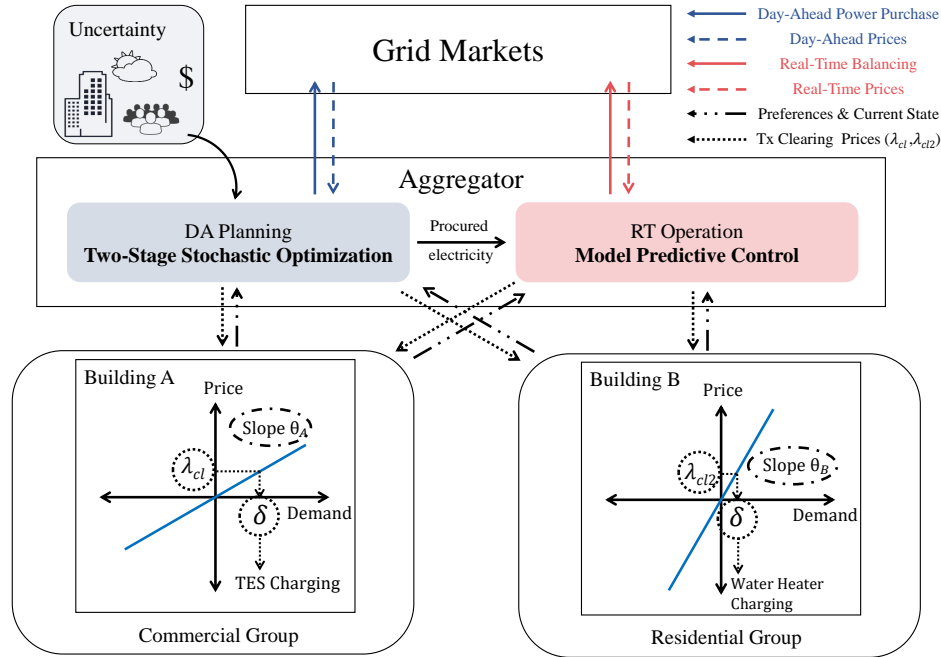 Uncertainty
$
Grid Markets
Day-Ahead Power Purchase
Day-Ahead Prices
Real-Time Balancing
Real-Time Prices
Preferences & Current State
Tx Clearing Prices (λcl,λcl2)
Aggregator
DA Planning
Two-Stage Stochastic Optimization
Procured
electricity
RT Operation
Model Predictive Control
Building A
Price
Slope θA
λcl
δ
Demand
TES Charging
Commercial Group
Building B
Price
Slope θB
λcl2
δ
Demand
Water Heater
Charging
Residential Group